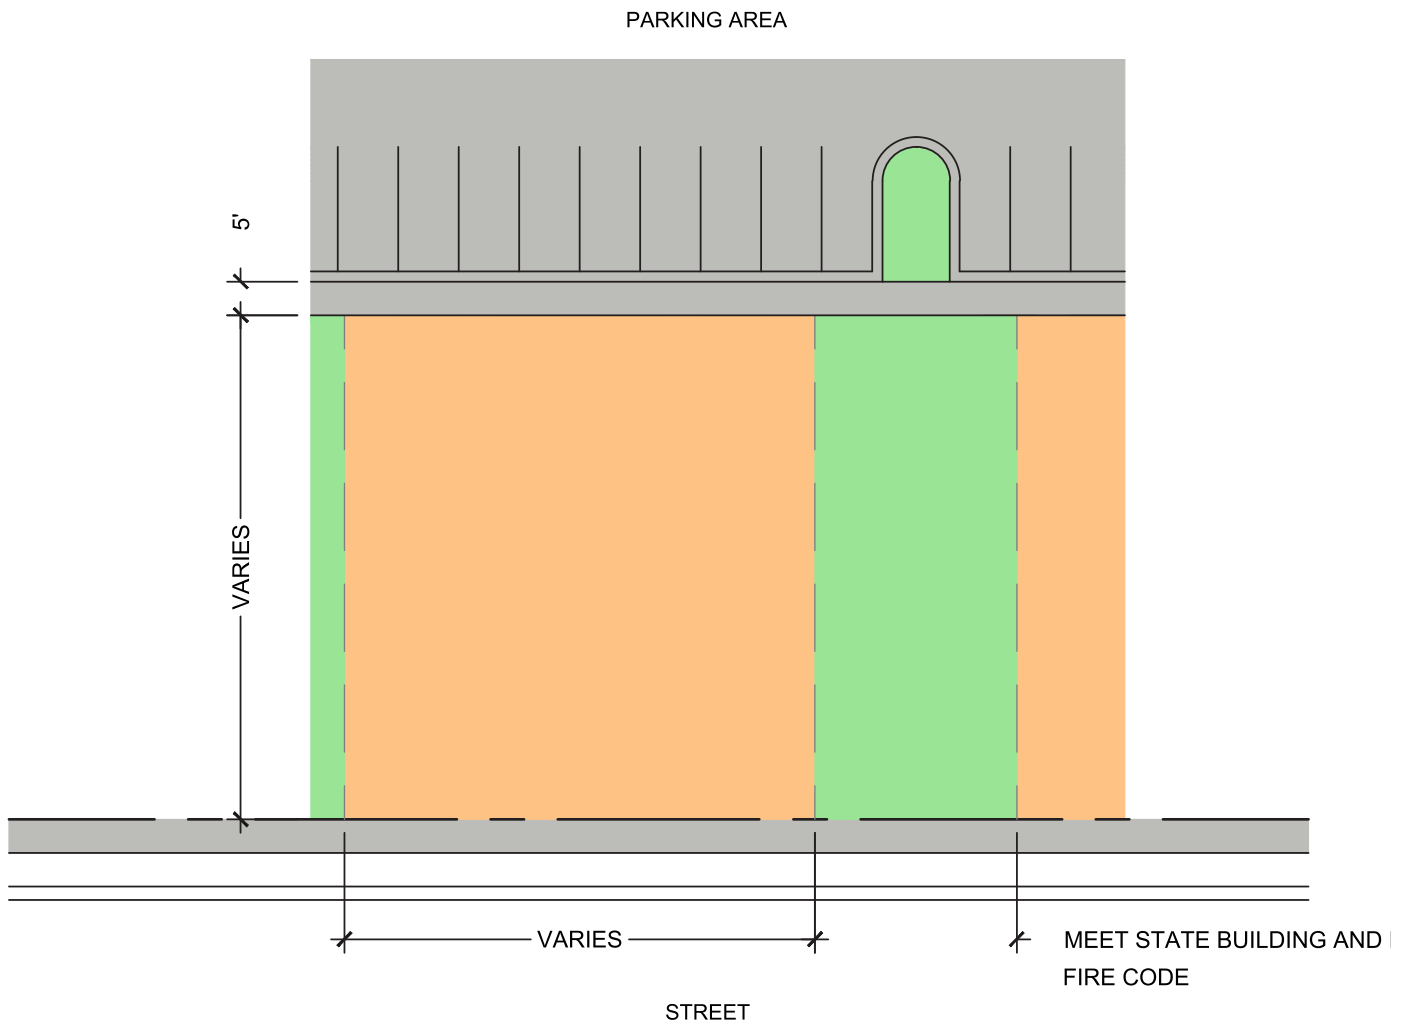 PARKING AREA
5'
VARIES
VARIES
MEET STATE BUILDING AND
FIRE CODE
STREET